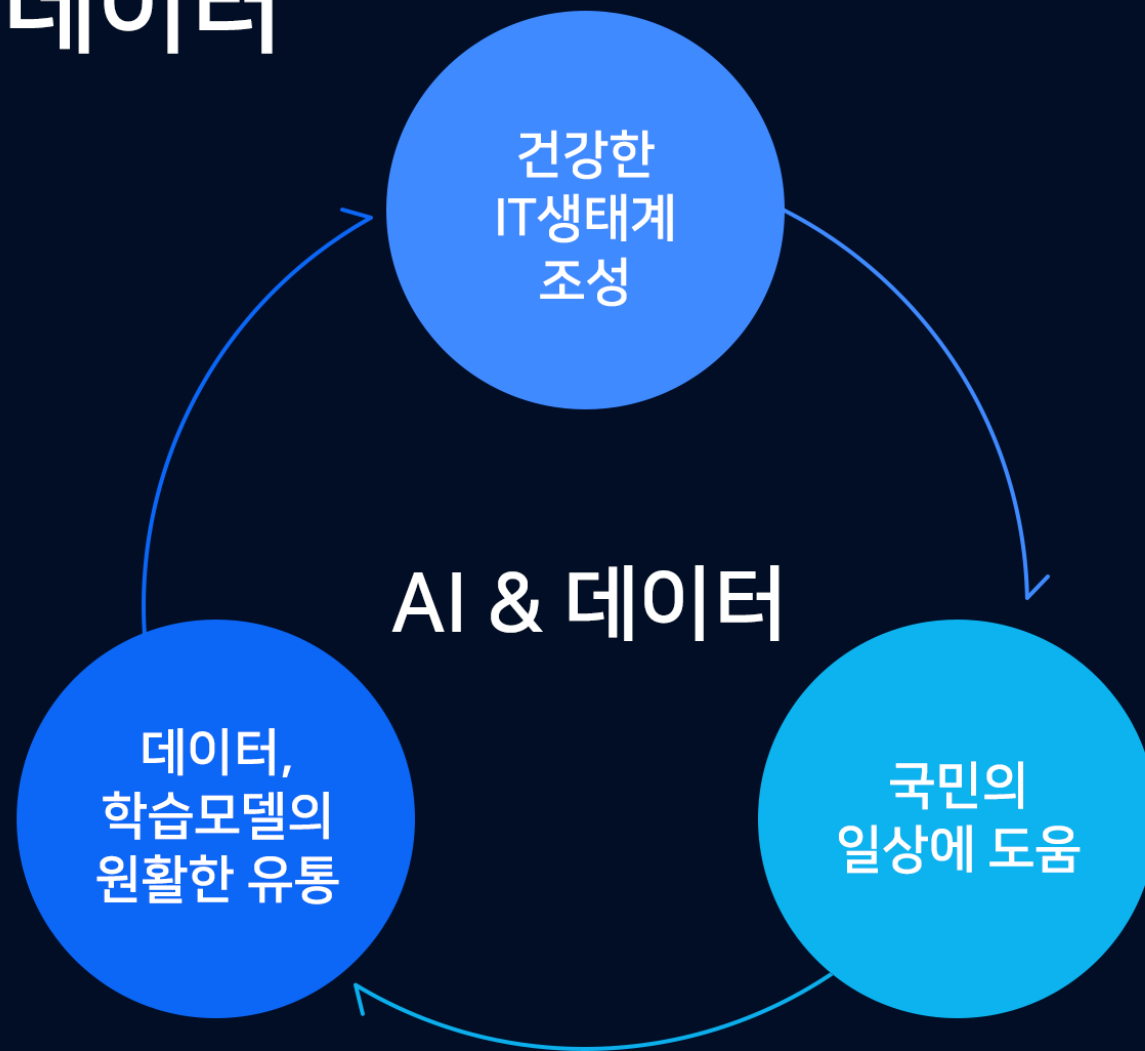 데이터
건강한
IT생태계
조성
AI & 데이터
데이터,
학습모델의
원활한 유통
국민의
일상에 도움